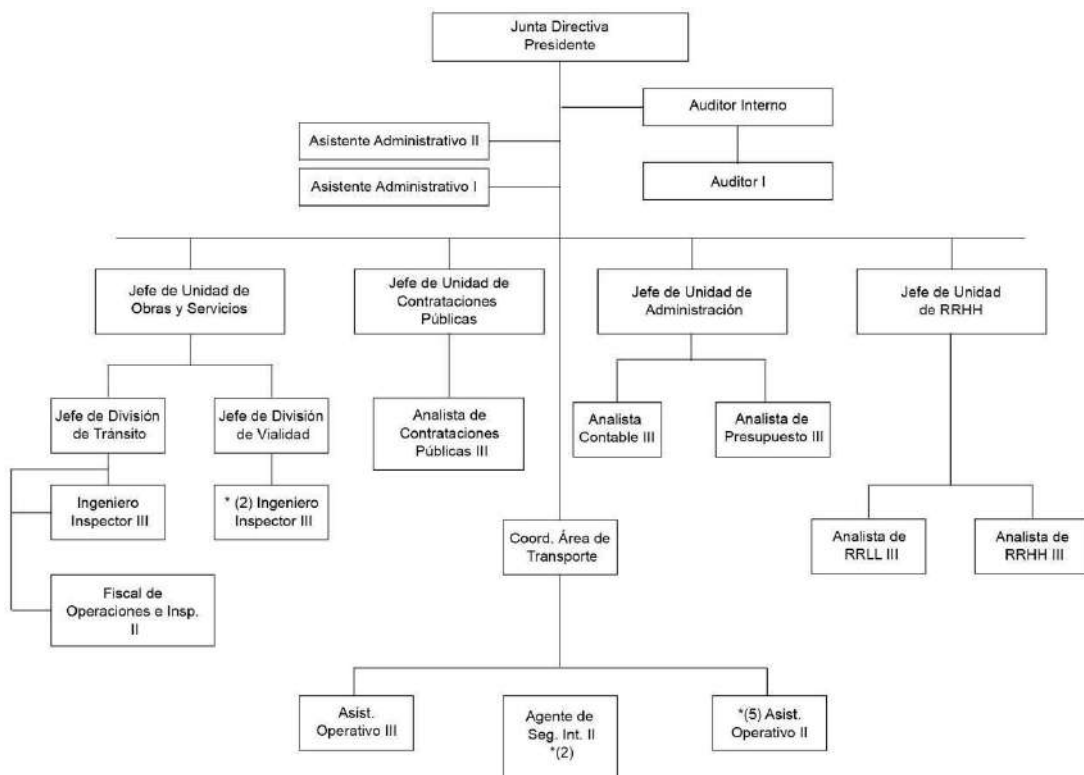 Junta Directiva
Presidente
Auditor Interno
Asistente Administrativo II
Auditor I
Asistente Administrativo I
Jefe de Unidad de
Obras y Servicios
Jefe de Unidad de
Contrataciones
Públicas
Jefe de Unidad de
Administración
Jefe de Unidad
de RRHH
Jefe de División
de Tránsito
Jefe de División
de Vialidad
Analista de
Contrataciones
Públicas III
Analista
Contable III
Analista de
Presupuesto III
Ingeniero
Inspector III
* (2) Ingeniero
Inspector III
Coord. Área de
Transporte
Analista de
RRLL III
Analista de
RRHH III
Fiscal de
Operaciones e Insp.
II
Asist.
Operativo III
Agente de
Seg. Int. II
*(2)
*(5) Asist.
Operativo II